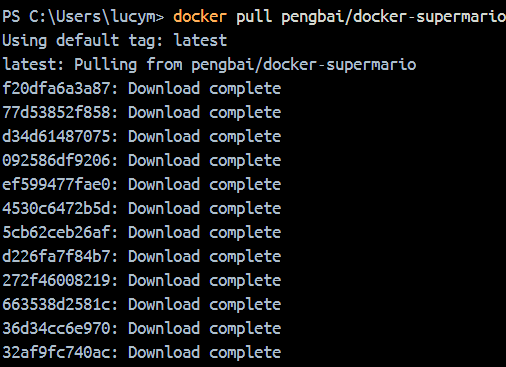 PS C:\Users\lucym> docker pull pengbai/docker-supermario
Using default tag: latest
latest: Pulling from pengbai/docker-supermario
f20dfa6a3a87: Download complete
77d53852f858: Download complete
d34d61487075: Download complete
092586df9206: Download complete
ef599477fae0: Download complete
4530c6472b5d: Download complete
5cb62ceb26af: Download complete
d226fa7f84b7: Download complete
272f46008219: Download complete
663538d2581c: Download complete
36d34cc6e970: Download complete
32af9fc740ac: Download complete